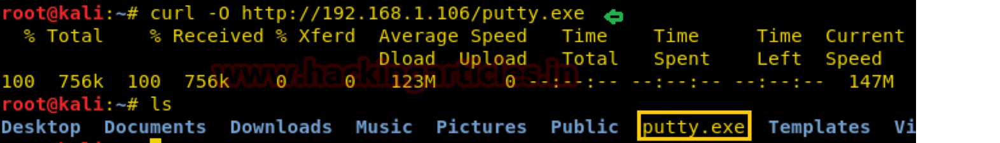 root@kali:~# curl -O http://192.168.1.106/putty.exe
% Total % Received % Xferd Average Speed Time Time Time Current
Dload Upload Total Spent Left Speed
100 756k 100 756k 0 0 123M 0 --:--:-- --:--:-- --:--:-- 147M
www.hackingarticles.in
root@kali:~# ls
Desktop Documents Downloads Music Pictures Public putty.exe Templates Vi